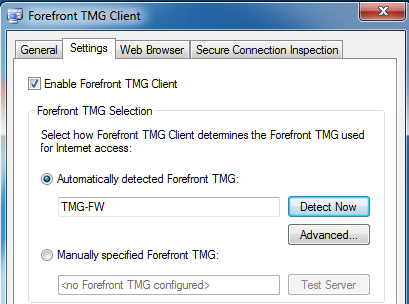 Forefront TMG Client
General Settings Web Browser Secure Connection Inspection
Enable Forefront TMG Client
Forefront TMG Selection
Select how Forefront TMG Client determines the Forefront TMG used
for Internet access:
Automatically detected Forefront TMG:
TMG-FW Detect Now
Advanced...
Manually specified Forefront TMG:
<no Forefront TMG configured> Test Server